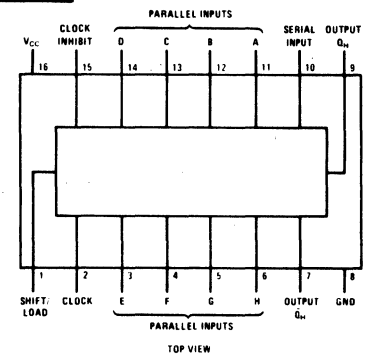 PARALLEL INPUTS
CLOCK SERIAL OUTPUT
VCC INHIBIT D C B A INPUT QH
16 15 14 13 12 11 10 9
1 2 3 4 5 6 7 8
SHIFT/ CLOCK E F G H OUTPUT GND
LOAD Q̄H
PARALLEL INPUTS
TOP VIEW